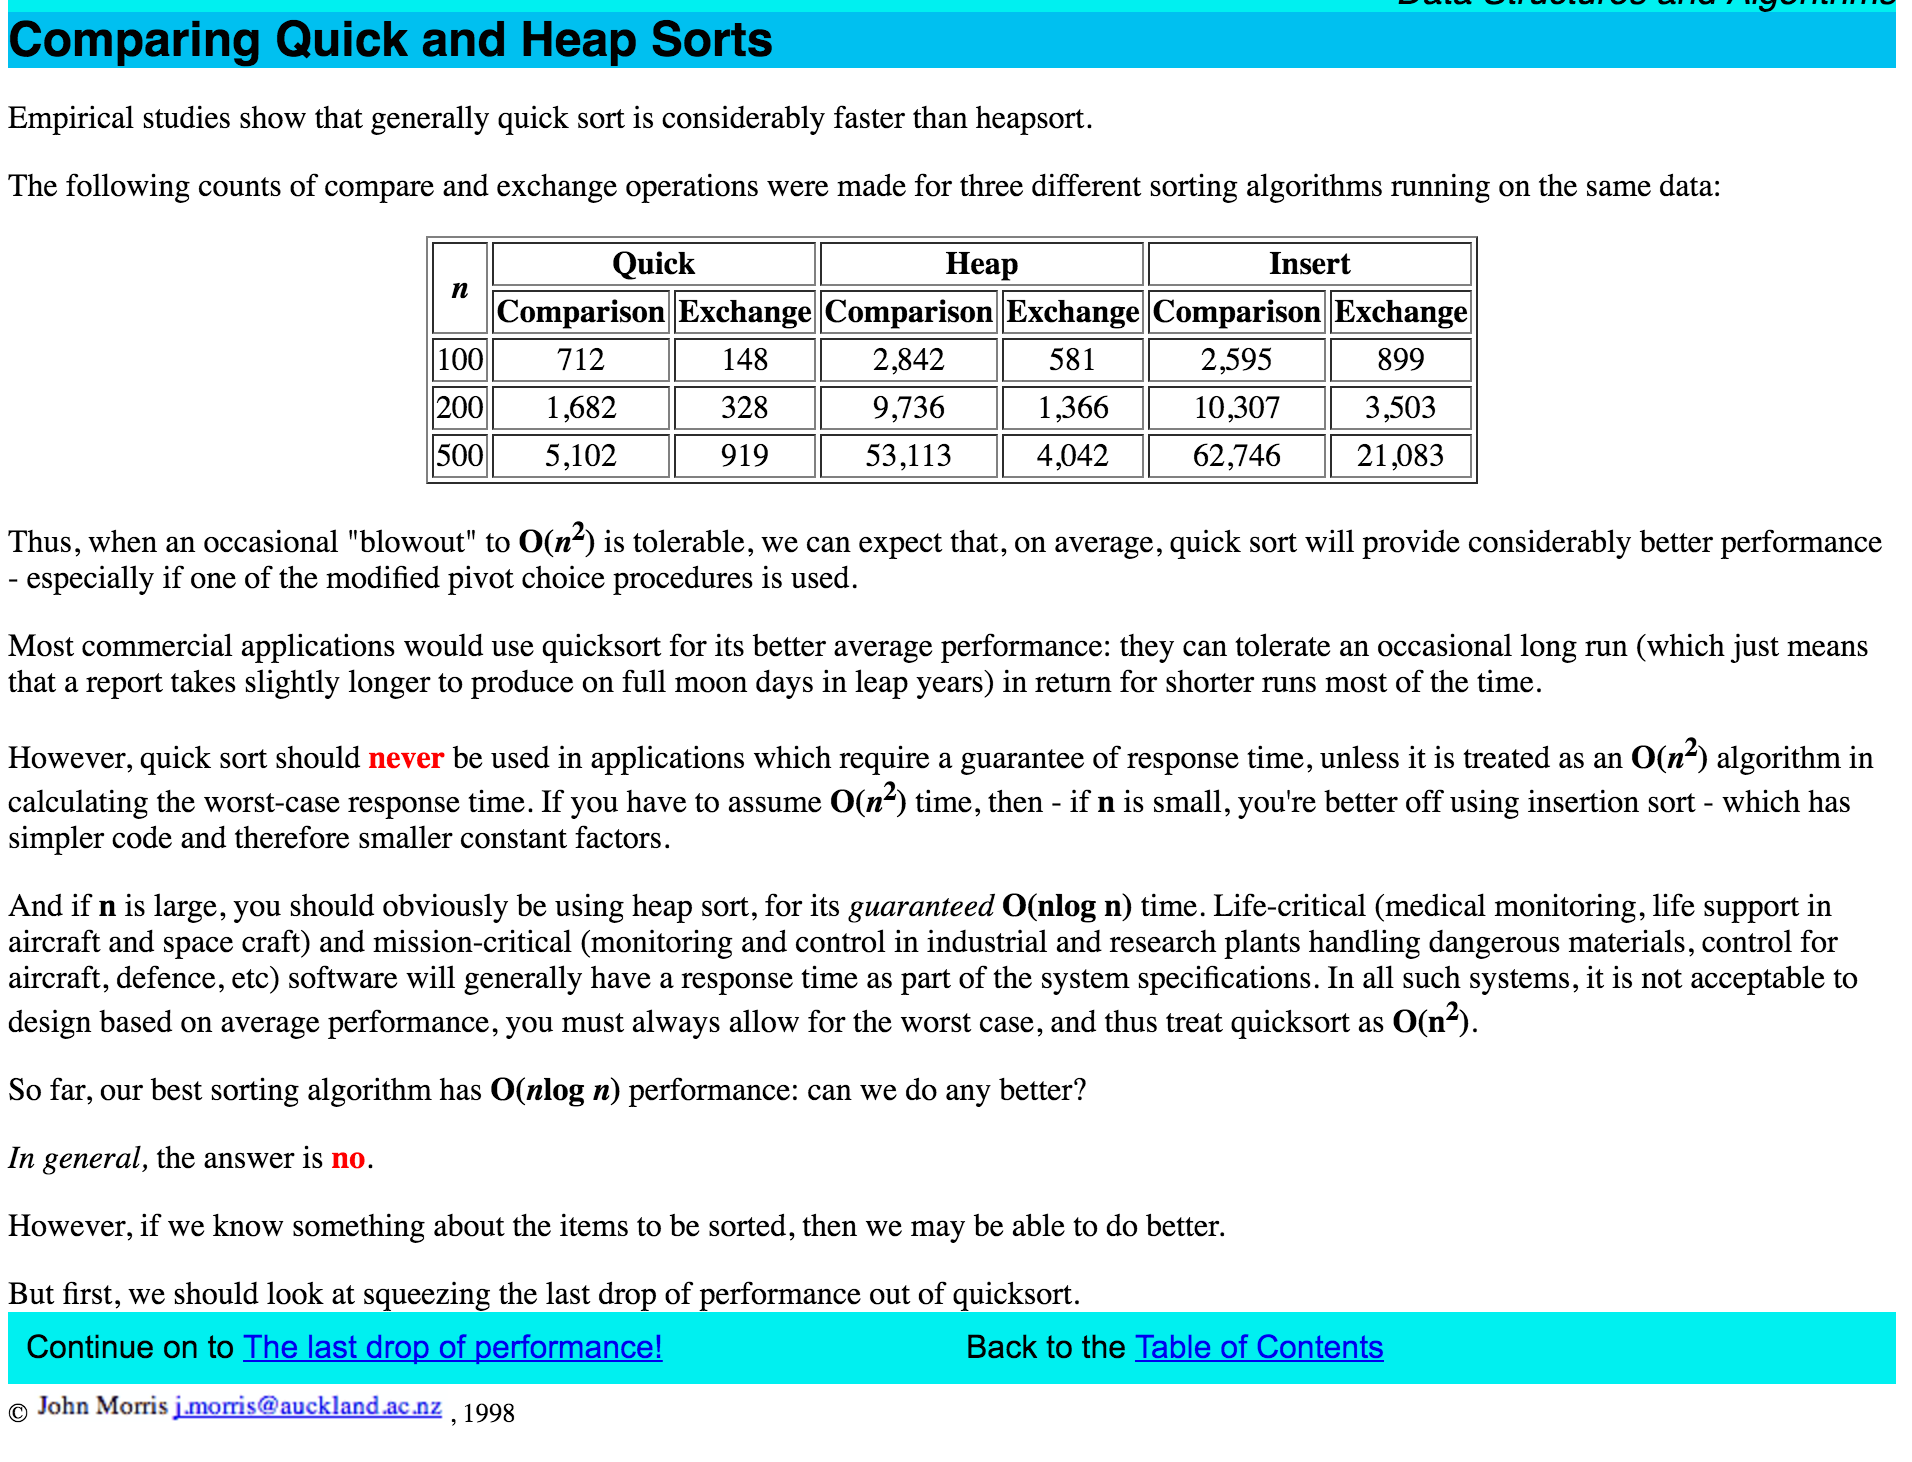 Data Structures and Algorithms
Comparing Quick and Heap Sorts
Empirical studies show that generally quick sort is considerably faster than heapsort.
The following counts of compare and exchange operations were made for three different sorting algorithms running on the same data:
n Quick Heap Insert
Comparison Exchange Comparison Exchange Comparison Exchange
100 712 148 2,842 581 2,595 899
200 1,682 328 9,736 1,366 10,307 3,503
500 5,102 919 53,113 4,042 62,746 21,083
Thus, when an occasional "blowout" to O(n²) is tolerable, we can expect that, on average, quick sort will provide considerably better performance
- especially if one of the modified pivot choice procedures is used.
Most commercial applications would use quicksort for its better average performance: they can tolerate an occasional long run (which just means
that a report takes slightly longer to produce on full moon days in leap years) in return for shorter runs most of the time.
However, quick sort should never be used in applications which require a guarantee of response time, unless it is treated as an O(n²) algorithm in
calculating the worst-case response time. If you have to assume O(n²) time, then - if n is small, you're better off using insertion sort - which has
simpler code and therefore smaller constant factors.
And if n is large, you should obviously be using heap sort, for its guaranteed O(nlog n) time. Life-critical (medical monitoring, life support in
aircraft and space craft) and mission-critical (monitoring and control in industrial and research plants handling dangerous materials, control for
aircraft, defence, etc) software will generally have a response time as part of the system specifications. In all such systems, it is not acceptable to
design based on average performance, you must always allow for the worst case, and thus treat quicksort as O(n²).
So far, our best sorting algorithm has O(nlog n) performance: can we do any better?
In general, the answer is no.
However, if we know something about the items to be sorted, then we may be able to do better.
But first, we should look at squeezing the last drop of performance out of quicksort.
Continue on to The last drop of performance! Back to the Table of Contents
© John Morris j.morris@auckland.ac.nz , 1998